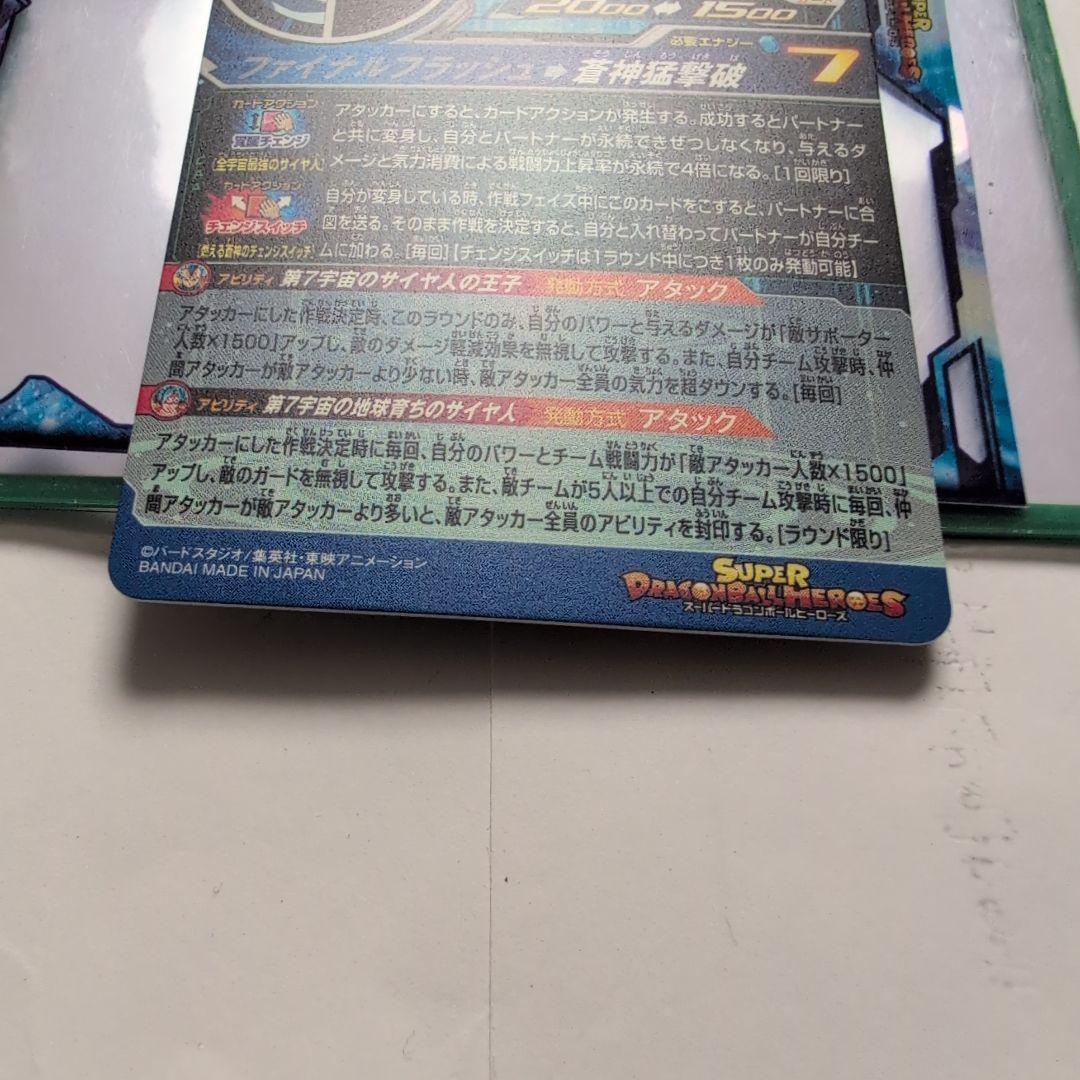 2000 ⇔ 1500
必要エナジー 7
ファイナルフラッシュ ➡ 蒼神猛撃破
カードアクション
覚醒チェンジ
[全宇宙最強のサイヤ人]
アタッカーにすると、カードアクションが発生する。成功するとパートナー
と共に変身し、自分とパートナーが永続できぜつしなくなり、与えるダ
メージと気力消費による戦闘力上昇率が永続で4倍になる。[1回限り]
カードアクション
チェンジスイッチ
[燃える蒼神のチェンジスイッチ]
自分が変身している時、作戦フェイズ中にこのカードをこすると、パートナーに合
図を送る。そのまま作戦を決定すると、自分と入れ替わってパートナーが自分チー
ムに加わる。[毎回]【チェンジスイッチは1ラウンド中につき1枚のみ発動可能】
アビリティ 第7宇宙のサイヤ人の王子 発動方式 アタック
アタッカーにした作戦決定時、このラウンドのみ、自分のパワーと与えるダメージが「敵サポーター
人数×1500」アップし、敵のダメージ軽減効果を無視して攻撃する。また、自分チーム攻撃時、仲
間アタッカーが敵アタッカーより少ない時、敵アタッカー全員の気力を超ダウンする。[毎回]
アビリティ 第7宇宙の地球育ちのサイヤ人 発動方式 アタック
アタッカーにした作戦決定時に毎回、自分のパワーとチーム戦闘力が「敵アタッカー人数×1500」
アップし、敵のガードを無視して攻撃する。また、敵チームが5人以上での自分チーム攻撃時に毎回、仲
間アタッカーが敵アタッカーより多いと、敵アタッカー全員のアビリティを封印する。[ラウンド限り]
©バードスタジオ/集英社・東映アニメーション
BANDAI MADE IN JAPAN
SUPER
DRAGONBALL HEROES
スーパードラゴンボールヒーローズ
SUPER